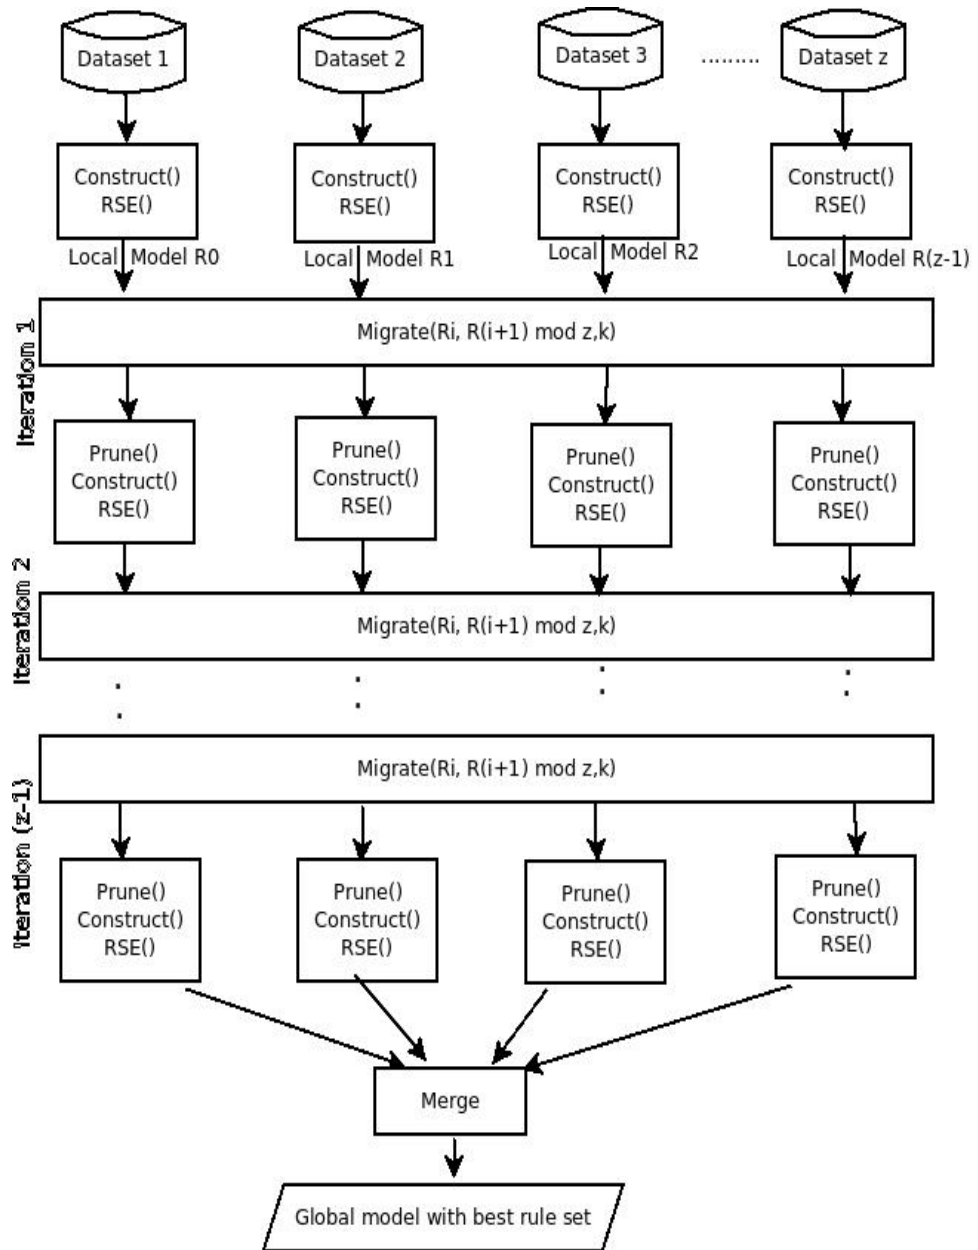 Dataset 1
Dataset 2
Dataset 3
.........
Dataset z
Construct()
RSE()
Construct()
RSE()
Construct()
RSE()
Construct()
RSE()
Local Model R0
Local Model R1
Local Model R2
Local Model R(z-1)
Iteration 1
Migrate(Ri, R(i+1) mod z,k)
Prune()
Construct()
RSE()
Prune()
Construct()
RSE()
Prune()
Construct()
RSE()
Prune()
Construct()
RSE()
Iteration 2
Migrate(Ri, R(i+1) mod z,k)
Iteration (z-1)
Migrate(Ri, R(i+1) mod z,k)
Prune()
Construct()
RSE()
Prune()
Construct()
RSE()
Prune()
Construct()
RSE()
Prune()
Construct()
RSE()
Merge
Global model with best rule set